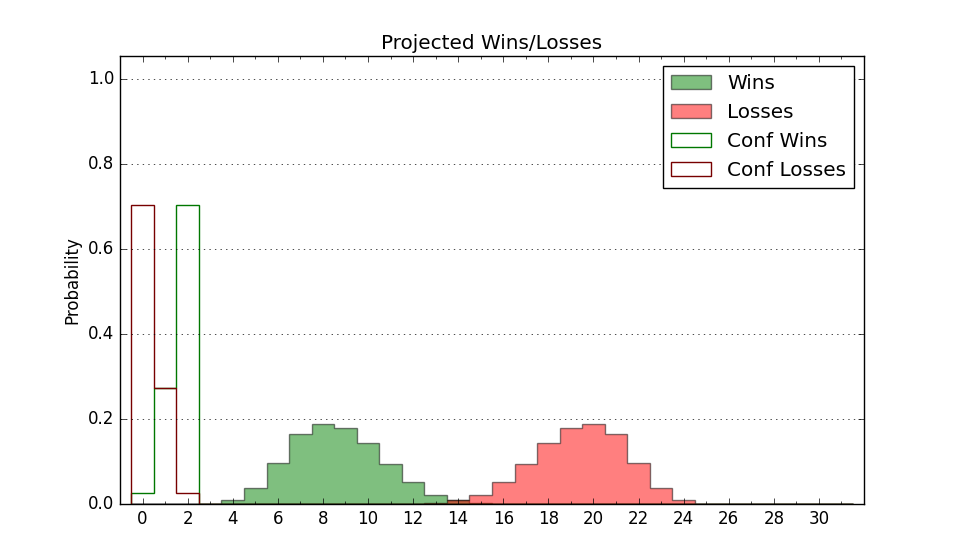 Projected Wins/Losses
Probability
1.0
0.8
0.6
0.4
0.2
0.0
0 2 4 6 8 10 12 14 16 18 20 22 24 26 28 30
Wins
Losses
Conf Wins
Conf Losses